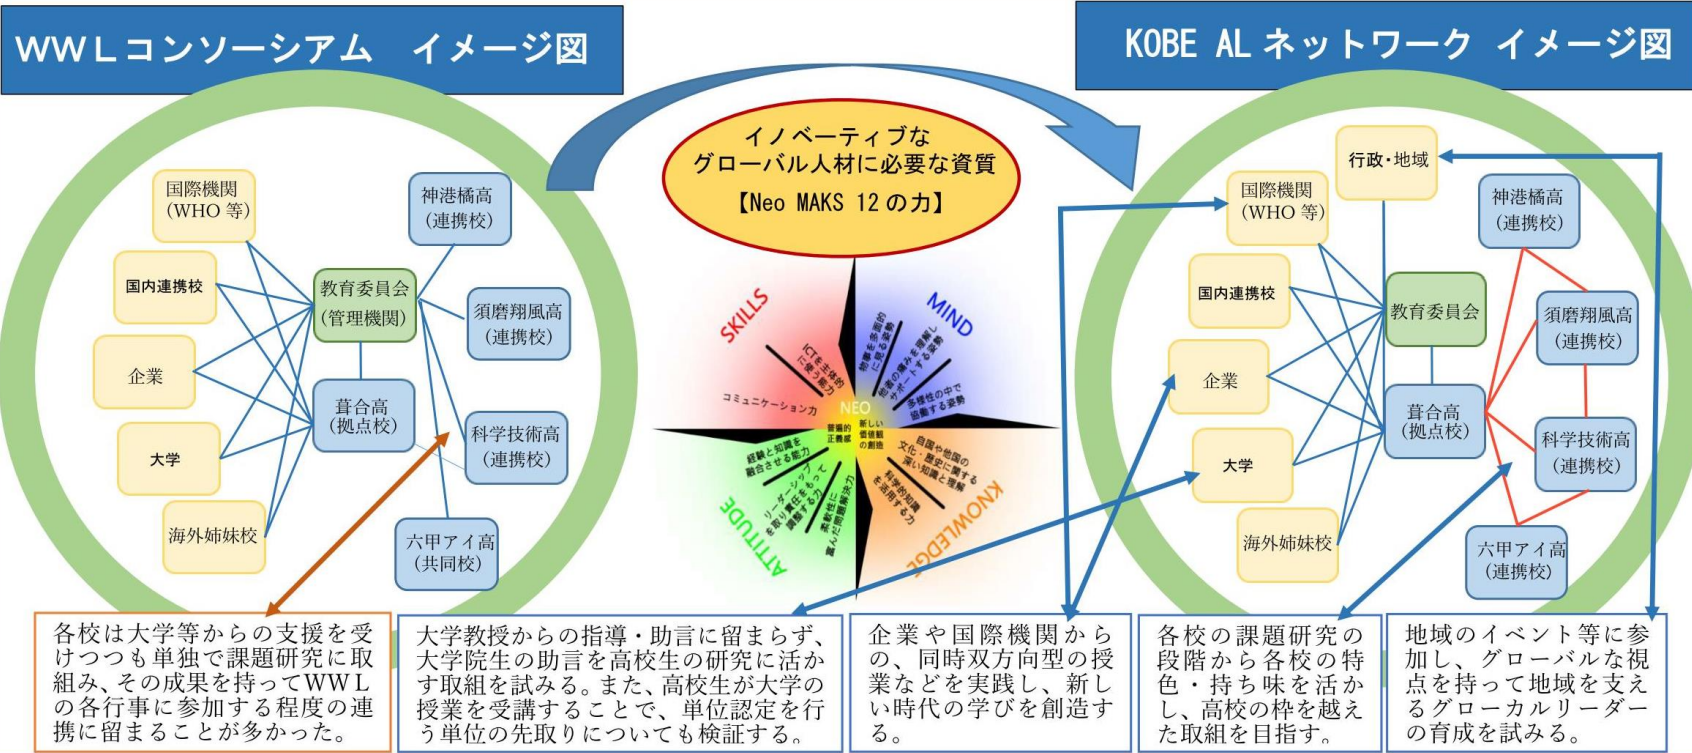 WWLコンソーシアム　イメージ図
KOBE AL ネットワーク イメージ図
イノベーティブな
グローバル人材に必要な資質
【Neo MAKS 12の力】
国際機関
(WHO 等)
国内連携校
企業
大学
海外姉妹校
教育委員会
(管理機関)
葺合高
(拠点校)
神港橘高
(連携校)
須磨翔風高
(連携校)
科学技術高
(連携校)
六甲アイ高
(共同校)
SKILLS
ICTを主体的
に使う能力
コミュニケーション力
MIND
物事を多面的
に見る姿勢
他者の痛みを理解し
サポートする姿勢
多様性の中で
協働する姿勢
NEO
普遍的
正義感
新しい
価値観
の創造
ATTITUDE
経験と知識を
融合させる能力
リーダーシップ
を取り責任をもって
調整する力
柔軟性に
富んだ問題解決力
KNOWLEDGE
自国や他国の
文化・歴史に関する
深い知識と理解
科学的知識
を活用する力
行政・地域
国際機関
(WHO 等)
国内連携校
企業
大学
海外姉妹校
教育委員会
葺合高
(拠点校)
神港橘高
(連携校)
須磨翔風高
(連携校)
科学技術高
(連携校)
六甲アイ高
(連携校)
各校は大学等からの支援を受
けつつも単独で課題研究に取
組み、その成果を持ってWWL
の各行事に参加する程度の連
携に留まることが多かった。
大学教授からの指導・助言に留まらず、
大学院生の助言を高校生の研究に活か
す取組を試みる。また、高校生が大学の
授業を受講することで、単位認定を行
う単位の先取りについても検証する。
企業や国際機関から
の、同時双方向型の授
業などを実践し、新し
い時代の学びを創造す
る。
各校の課題研究の
段階から各校の特
色・持ち味を活か
し、高校の枠を越え
た取組を目指す。
地域のイベント等に参
加し、グローバルな視
点を持って地域を支え
るグローカルリーダー
の育成を試みる。